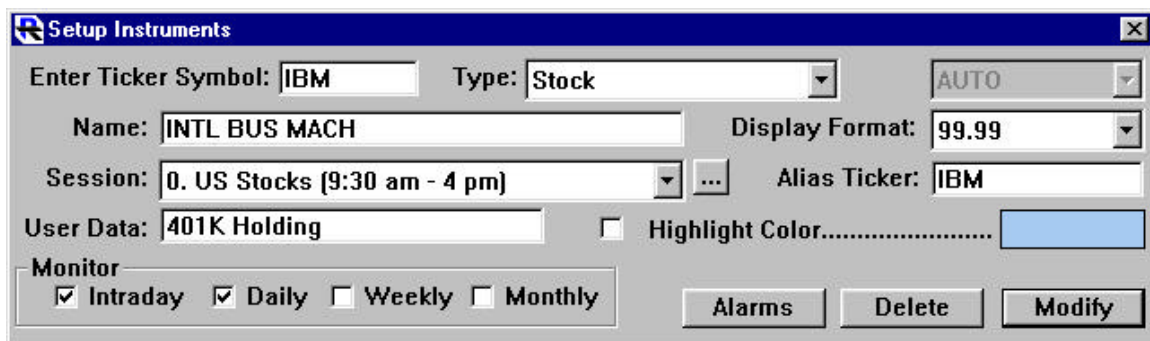 Setup Instruments
Enter Ticker Symbol: IBM Type: Stock AUTO
Name: INTL BUS MACH Display Format: 99.99
Session: 0. US Stocks (9:30 am - 4 pm) ... Alias Ticker: IBM
User Data: 401K Holding Highlight Color........................
Monitor
Intraday Daily Weekly Monthly Alarms Delete Modify